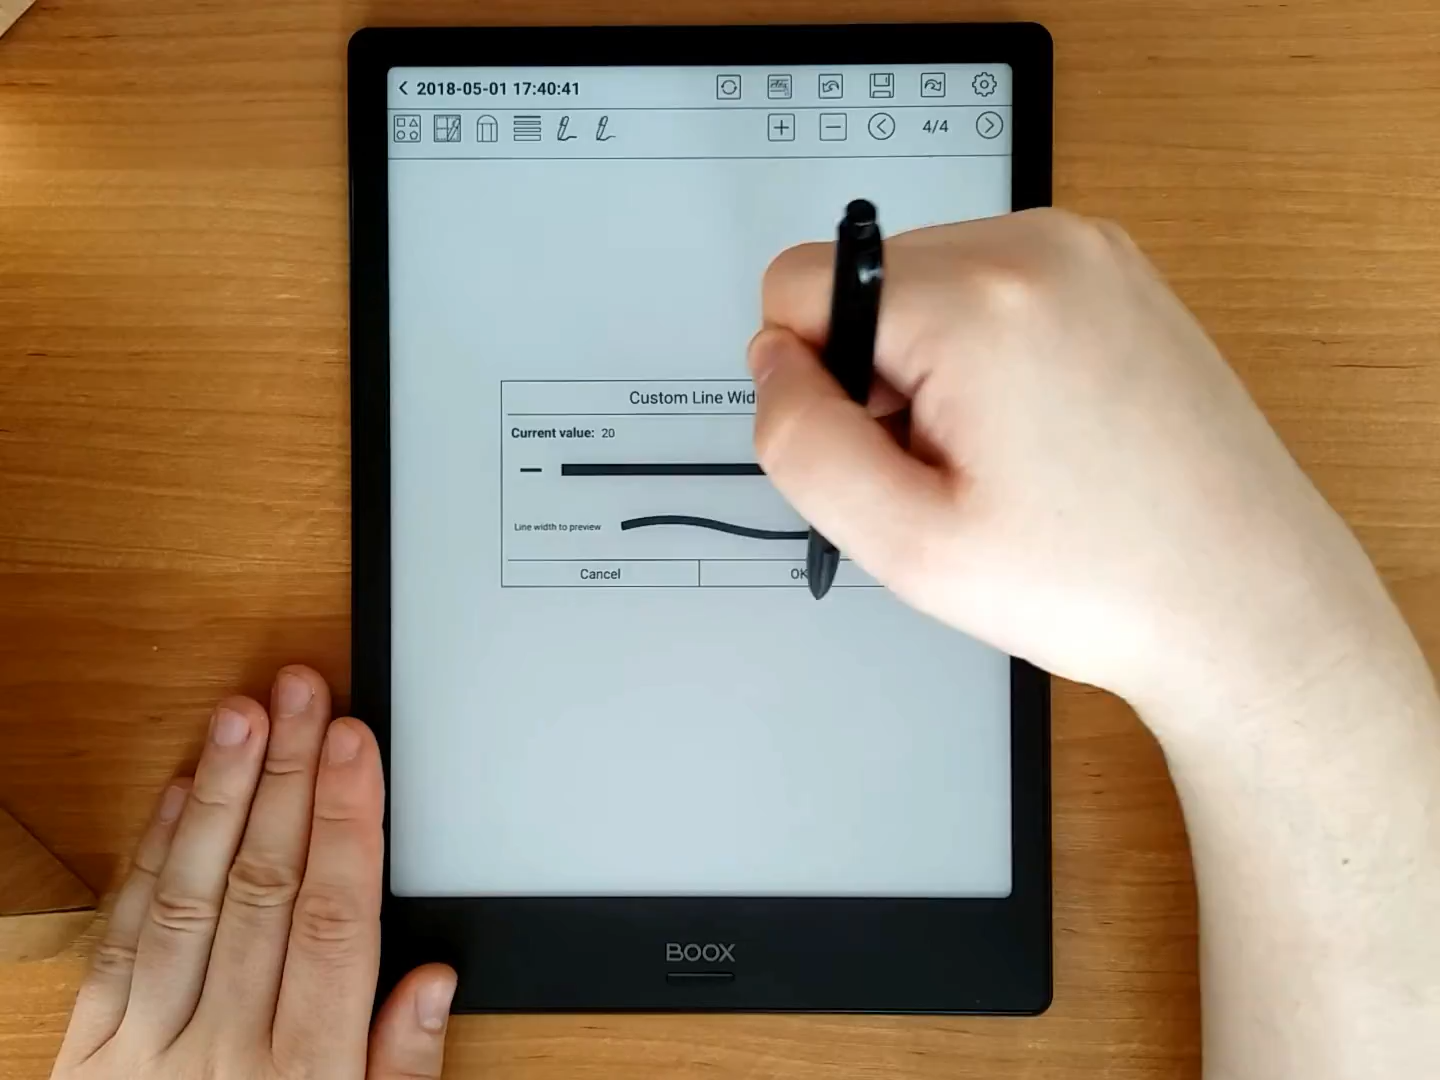 2018-05-01 17:40:41
4/4
Custom Line
Current value: 20
Line width to preview
Cancel
OK
BOOX